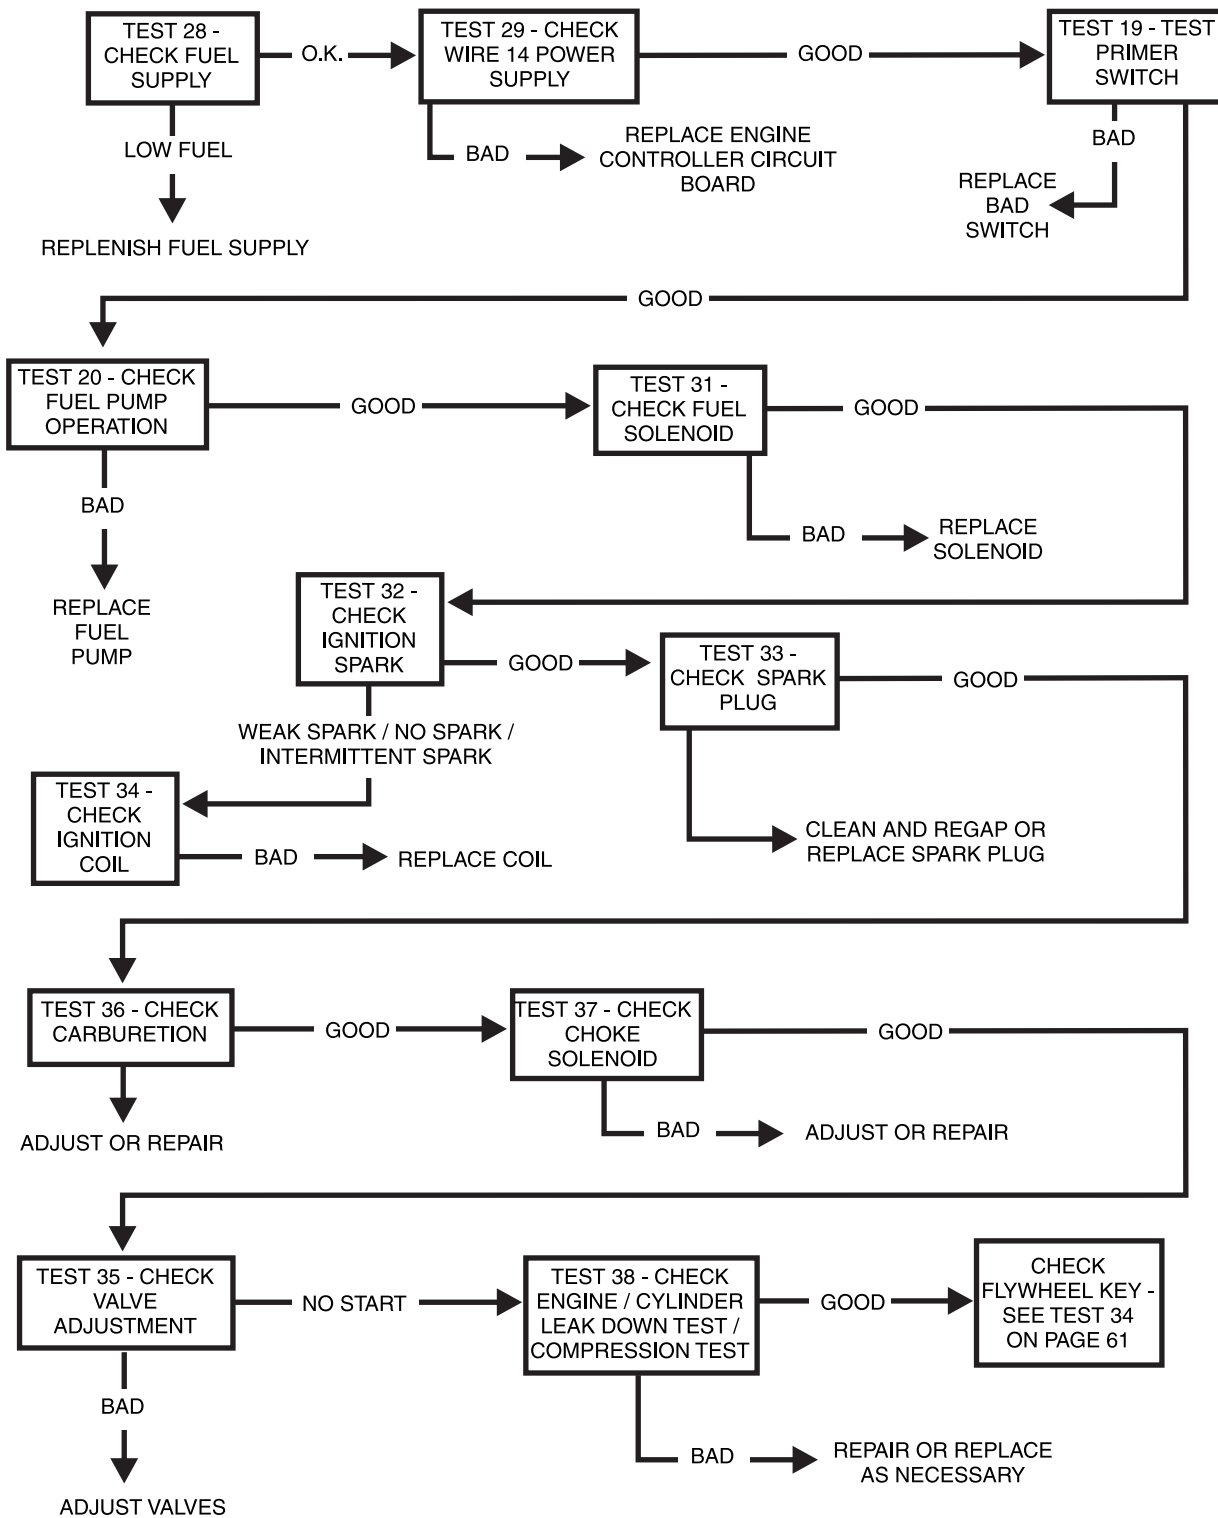 TEST 28 -
CHECK FUEL
SUPPLY
O.K.
TEST 29 - CHECK
WIRE 14 POWER
SUPPLY
GOOD
TEST 19 - TEST
PRIMER
SWITCH
LOW FUEL
REPLENISH FUEL SUPPLY
BAD
REPLACE ENGINE
CONTROLLER CIRCUIT
BOARD
BAD
REPLACE
BAD
SWITCH
GOOD
TEST 20 - CHECK
FUEL PUMP
OPERATION
GOOD
TEST 31 -
CHECK FUEL
SOLENOID
GOOD
BAD
REPLACE
FUEL
PUMP
BAD
REPLACE
SOLENOID
TEST 32 -
CHECK
IGNITION
SPARK
GOOD
TEST 33 -
CHECK SPARK
PLUG
GOOD
WEAK SPARK / NO SPARK /
INTERMITTENT SPARK
TEST 34 -
CHECK
IGNITION
COIL
BAD
REPLACE COIL
CLEAN AND REGAP OR
REPLACE SPARK PLUG
TEST 36 - CHECK
CARBURETION
GOOD
TEST 37 - CHECK
CHOKE
SOLENOID
GOOD
ADJUST OR REPAIR
BAD
ADJUST OR REPAIR
TEST 35 - CHECK
VALVE
ADJUSTMENT
NO START
TEST 38 - CHECK
ENGINE / CYLINDER
LEAK DOWN TEST /
COMPRESSION TEST
GOOD
CHECK
FLYWHEEL KEY -
SEE TEST 34
ON PAGE 61
BAD
ADJUST VALVES
BAD
REPAIR OR REPLACE
AS NECESSARY